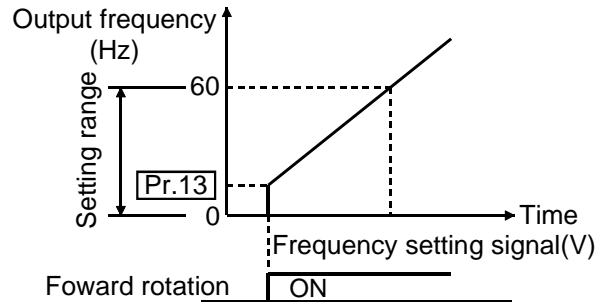 Output frequency
(Hz)
Setting range
60
Pr.13
0
Time
Frequency setting signal(V)
Foward rotation
ON